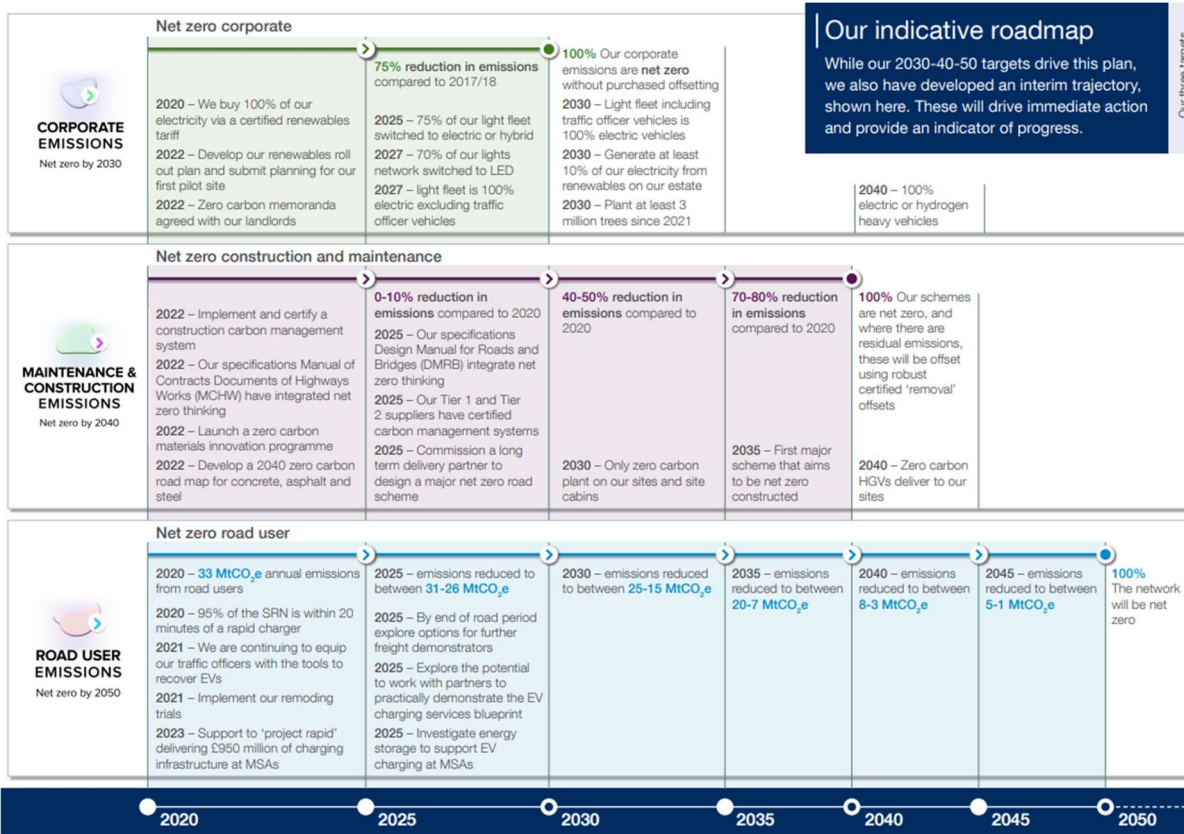 Net zero corporate
CORPORATE
EMISSIONS
Net zero by 2030
2020 – We buy 100% of our
electricity via a certified renewables
tariff
2022 – Develop our renewables roll
out plan and submit planning for our
first pilot site
2022 – Zero carbon memoranda
agreed with our landlords
75% reduction in emissions
compared to 2017/18
2025 – 75% of our light fleet
switched to electric or hybrid
2027 – 70% of our lights
network switched to LED
2027 – light fleet is 100%
electric excluding traffic
officer vehicles
100% Our corporate
emissions are net zero
without purchased offsetting
2030 – Light fleet including
traffic officer vehicles is
100% electric vehicles
2030 – Generate at least
10% of our electricity from
renewables on our estate
2030 – Plant at least 3
million trees since 2021
2040 – 100%
electric or hydrogen
heavy vehicles
Our indicative roadmap
While our 2030-40-50 targets drive this plan,
we also have developed an interim trajectory,
shown here. These will drive immediate action
and provide an indicator of progress.
Our three targets
Net zero construction and maintenance
MAINTENANCE &
CONSTRUCTION
EMISSIONS
Net zero by 2040
2022 – Implement and certify a
construction carbon management
system
2022 – Our specifications Manual of
Contracts Documents of Highways
Works (MCHW) have integrated net
zero thinking
2022 – Launch a zero carbon
materials innovation programme
2022 – Develop a 2040 zero carbon
road map for concrete, asphalt and
steel
0-10% reduction in
emissions compared to 2020
2025 – Our specifications
Design Manual for Roads and
Bridges (DMRB) integrate net
zero thinking
2025 – Our Tier 1 and Tier
2 suppliers have certified
carbon management systems
2025 – Commission a long
term delivery partner to
design a major net zero road
scheme
40-50% reduction in
emissions compared to
2020
2030 – Only zero carbon
plant on our sites and site
cabins
70-80% reduction
in emissions
compared to 2020
2035 – First major
scheme that aims
to be net zero
constructed
100% Our schemes
are net zero, and
where there are
residual emissions,
these will be offset
using robust
certified ‘removal’
offsets
2040 – Zero carbon
HGVs deliver to our
sites
Net zero road user
ROAD USER
EMISSIONS
Net zero by 2050
2020 – 33 MtCO₂e annual emissions
from road users
2020 – 95% of the SRN is within 20
minutes of a rapid charger
2021 – We are continuing to equip
our traffic officers with the tools to
recover EVs
2021 – Implement our remoding
trials
2023 – Support to ‘project rapid’
delivering £950 million of charging
infrastructure at MSAs
2025 – emissions reduced to
between 31-26 MtCO₂e
2025 – By end of road period
explore options for further
freight demonstrators
2025 – Explore the potential
to work with partners to
practically demonstrate the EV
charging services blueprint
2025 – Investigate energy
storage to support EV
charging at MSAs
2030 – emissions reduced
to between 25-15 MtCO₂e
2035 – emissions
reduced to between
20-7 MtCO₂e
2040 – emissions
reduced to between
8-3 MtCO₂e
2045 – emissions
reduced to between
5-1 MtCO₂e
100%
The network
will be net
zero
2020
2025
2030
2035
2040
2045
2050